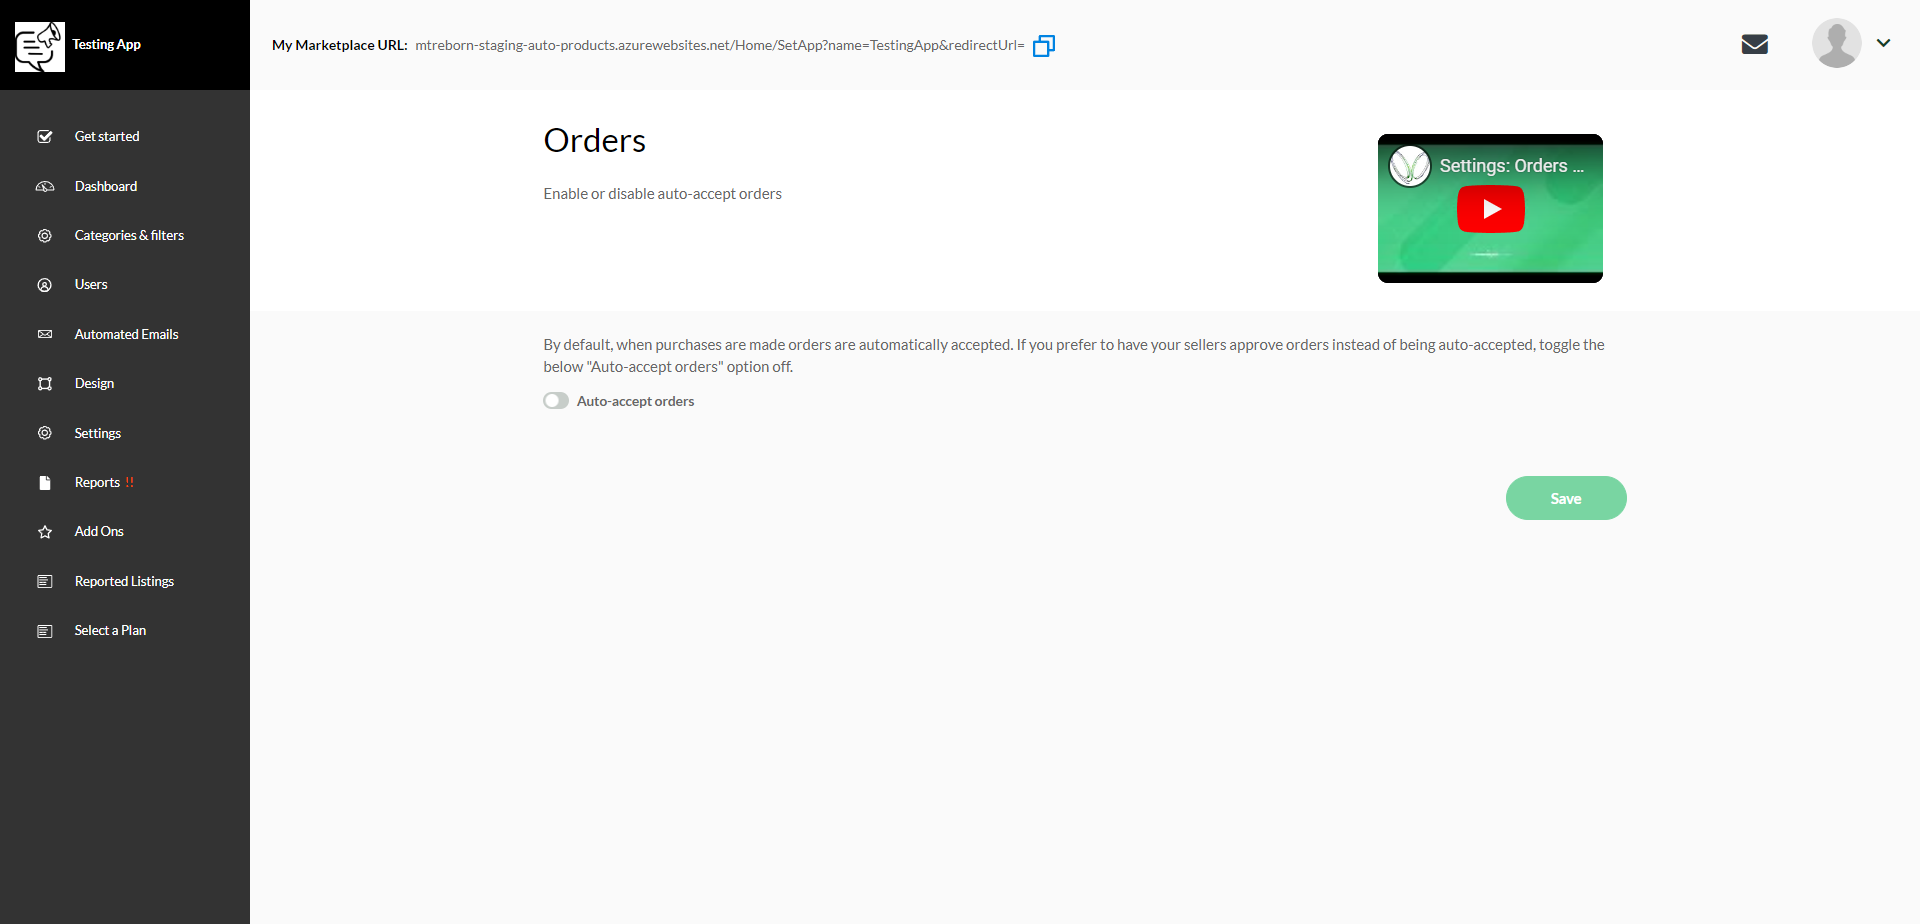 Testing App
My Marketplace URL: mtreborn-staging-auto-products.azurewebsites.net/Home/SetApp?name=TestingApp&redirectUrl=
Get started
Dashboard
Categories & filters
Users
Automated Emails
Design
Settings
Reports !!
Add Ons
Reported Listings
Select a Plan
Orders
Enable or disable auto-accept orders
Settings: Orders ...
By default, when purchases are made orders are automatically accepted. If you prefer to have your sellers approve orders instead of being auto-accepted, toggle the
below "Auto-accept orders" option off.
Auto-accept orders
Save